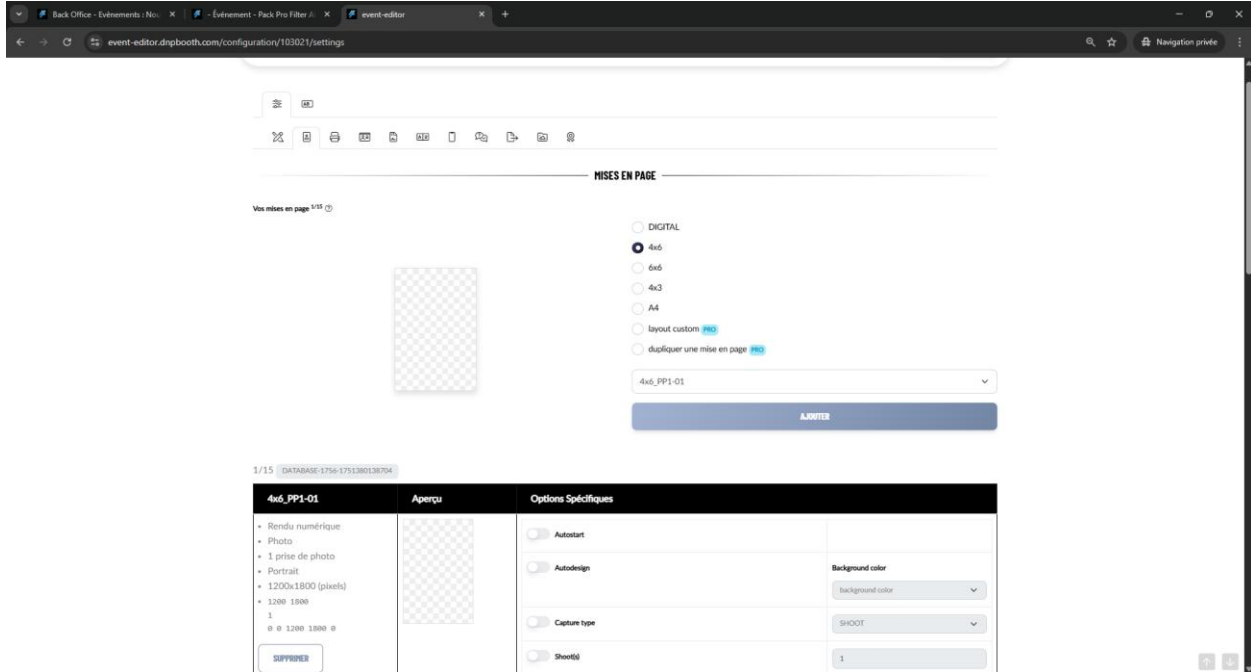 Back Office - Evènements : Nou
- Événement - Pack Pro Filter A
event-editor
event-editor.dnpbooth.com/configuration/103021/settings
Navigation privée
MISES EN PAGE
Vos mises en page 1/15
DIGITAL
4x6
6x6
4x3
A4
layout custom PRO
dupliquer une mise en page PRO
4x6_PP1-01
AJOUTER
1/15 DATABASE-1756-1751380138704
4x6_PP1-01 Aperçu Options Spécifiques
Rendu numérique
Photo
1 prise de photo
Portrait
1200x1800 (pixels)
1200 1800
1
0 0 1200 1800 0
SUPPRIMER
Autostart
Autodesign
Background color
background color
Capture type
SHOOT
Shoot(s)
1